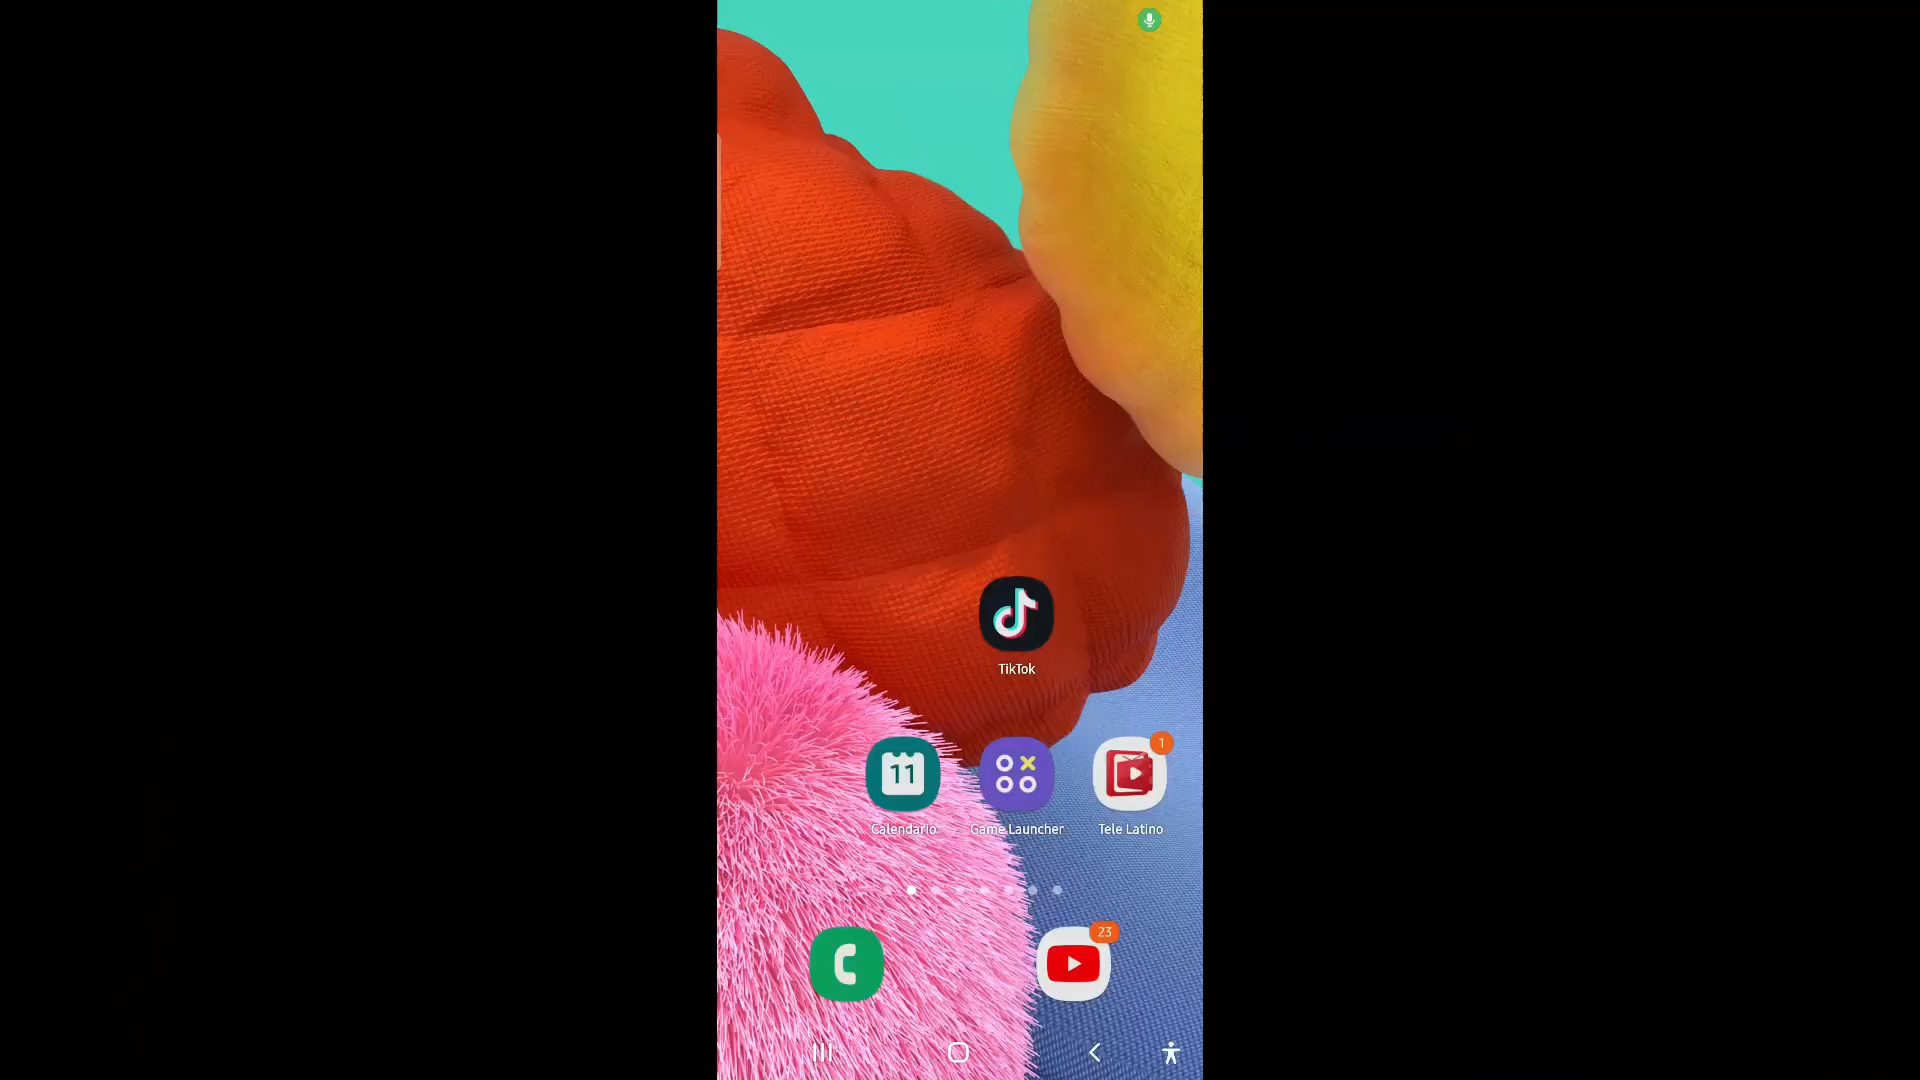 TikTok
11
1
Calendario
Game Launcher
Tele Latino
23